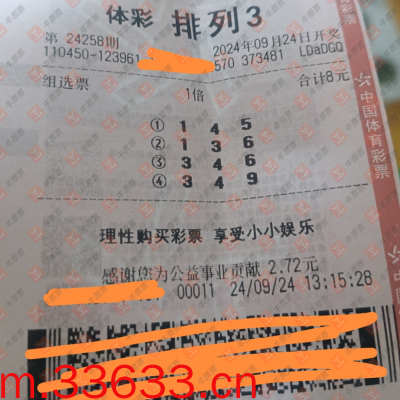 体彩 排列3
第 24258期 2024年09月24日开奖
110450-123961 570 373481 LDaDGQ
组选票 1倍 合计8元
① 1 4 5
② 1 3 6
③ 3 4 6
④ 3 4 9
理性购买彩票 享受小小娱乐
感谢您为公益事业贡献 2.72元
00011 24/09/24 13:15:28
中国体育彩票
m.33633.cn